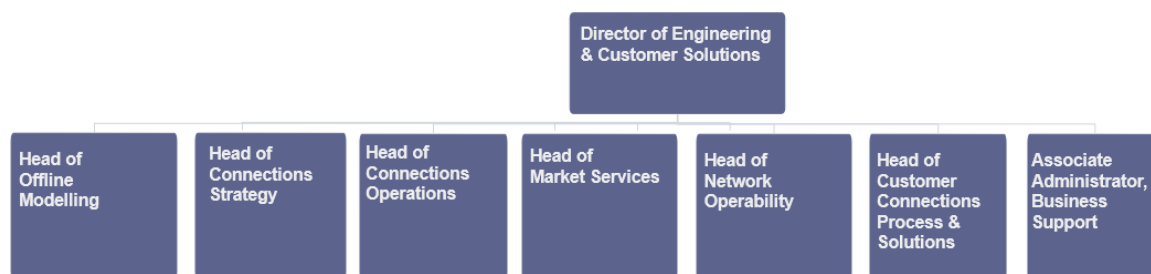 Director of Engineering
& Customer Solutions
Head of
Offline
Modelling
Head of
Connections
Strategy
Head of
Connections
Operations
Head of
Market Services
Head of
Network
Operability
Head of
Customer
Connections
Process &
Solutions
Associate
Administrator,
Business
Support